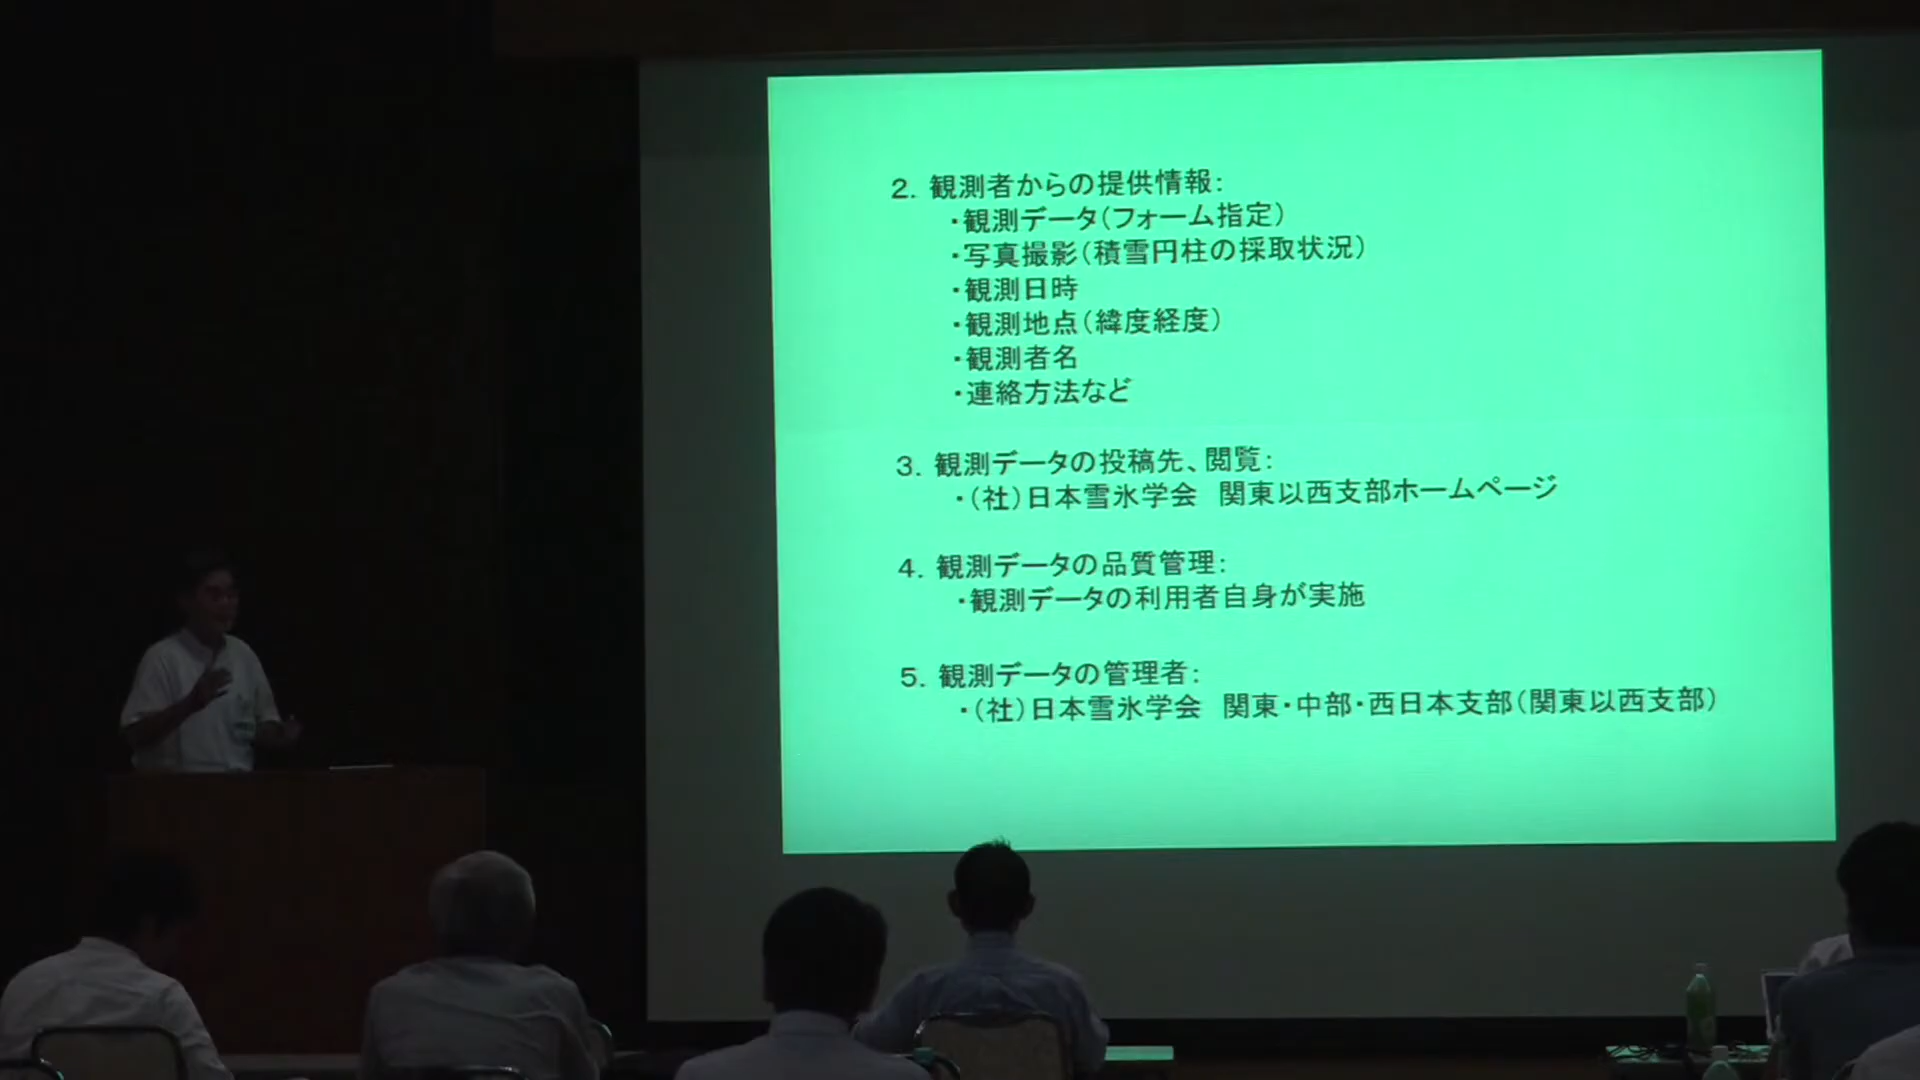 2. 観測者からの提供情報:
・観測データ(フォーム指定)
・写真撮影(積雪円柱の採取状況)
・観測日時
・観測地点(緯度経度)
・観測者名
・連絡方法など
3. 観測データの投稿先、閲覧:
・(社)日本雪氷学会 関東以西支部ホームページ
4. 観測データの品質管理:
・観測データの利用者自身が実施
5. 観測データの管理者:
・(社)日本雪氷学会 関東・中部・西日本支部(関東以西支部)